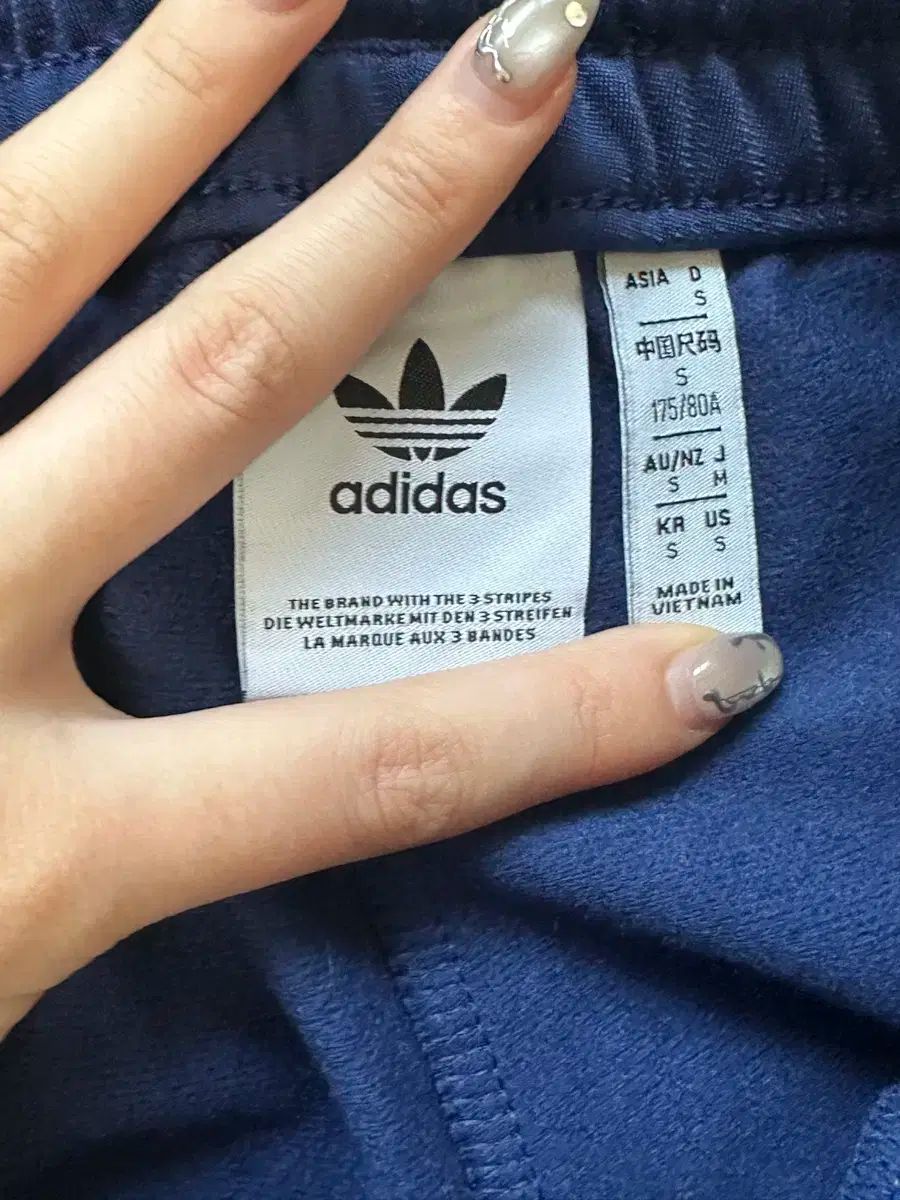 adidas
THE BRAND WITH THE 3 STRIPES
DIE WELTMARKE MIT DEN 3 STREIFEN
LA MARQUE AUX 3 BANDES
ASIA D
S
中国尺码
S
175/80A
AU/NZ J
S M
KR US
S S
MADE IN
VIETNAM